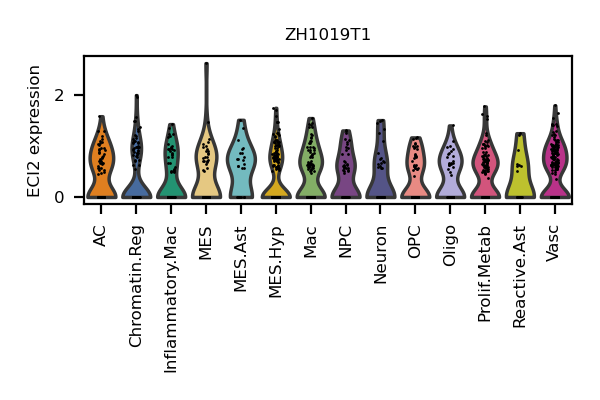 ZH1019T1
ECI2 expression
2
0
AC
Chromatin.Reg
Inflammatory.Mac
MES
MES.Ast
MES.Hyp
Mac
NPC
Neuron
OPC
Oligo
Prolif.Metab
Reactive.Ast
Vasc